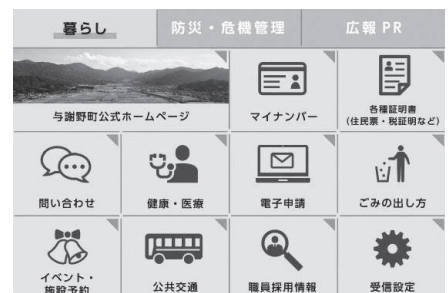 暮らし
防災・危機管理
広報 PR
与謝野町公式ホームページ
マイナンバー
各種証明書
(住民票・税証明など)
問い合わせ
健康・医療
電子申請
ごみの出し方
イベント・
施設予約
公共交通
職員採用情報
受信設定